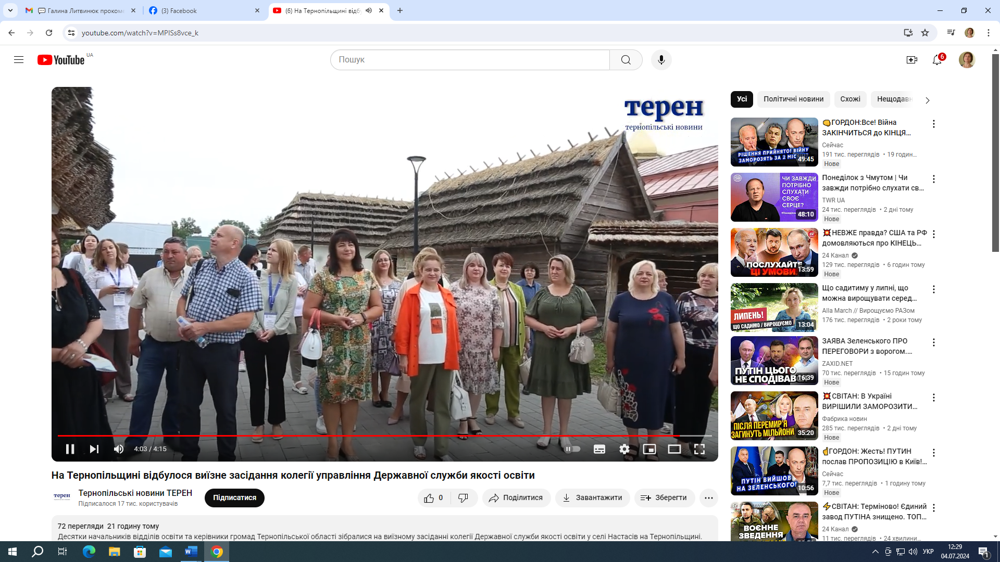 Галина Литвинюк прокоме
(3) Facebook
(6) На Тернопільщині відбу
youtube.com/watch?v=MPISs8vce_k
YouTube UA
Пошук
6
терен
тернопільські новини
4:03 / 4:15
На Тернопільщині відбулося виїзне засідання колегії управління Державної служби якості освіти
терен
Тернопільські новини ТЕРЕН
Підписалося 17 тис. користувачів
Підписатися
0
Поділитися
Завантажити
Зберегти
72 перегляди 21 годину тому
Десятки начальників відділів освіти та керівники громад Тернопільської області зібралися на виїзному засіданні колегії Державної служби якості освіти у селі Настасів на Тернопільщині.
Усі
Політичні новини
Схожі
Нещодавн
РІШЕННЯ ПРИЙНЯТО! ВІЙНУ
ЗАМОРОЗЯТЬ ЗА 2 МІС
49:45
👊ГОРДОН:Все! Війна
ЗАКІНЧИТЬСЯ до КІНЦЯ...
Сейчас
191 тис. переглядів • 19 годин...
Нове
ЧИ ЗАВЖДИ
ПОТРІБНО
СЛУХАТИ
СВОЄ
СЕРЦЕ?
48:10
Понеділок з Чмутом | Чи
завжди потрібно слухати св...
TWR UA
24 тис. переглядів • 2 дні тому
Нове
24
ПОСЛУХАЙТЕ
ЦІ УМОВИ
13:59
💥НЕВЖЕ правда? США та РФ
домовляються про КІНЕЦЬ...
24 Канал
129 тис. переглядів • 6 годин тому
Нове
ЛИПЕНЬ!
ЩО САДИМО / ВИРОЩУЄМО
13:04
Що садитиму у липні, що
можна вирощувати серед...
Alla March // Вирощуємо РАЗом
176 тис. переглядів • 2 роки тому
ПУТІН ЦЬОГО
НЕ СПОДІВАВ
16:39
ЗАЯВА Зеленського ПРО
ПЕРЕГОВОРИ з ворогом....
ZAXID.NET
70 тис. переглядів • 15 годин тому
Нове
ПІСЛЯ ПЕРЕМИР'Я
ЗАГИНУТЬ МІЛЬЙОНИ
35:20
💥СВІТАН: В Україні
ВИРІШИЛИ ЗАМОРОЗИТИ...
Фабрика новин
285 тис. переглядів • 2 дні тому
Нове
ПУТІН ВИЙШОВ
НА ЗЕЛЕНСЬКОГО!
10:56
☝ГОРДОН: Жесть! ПУТИН
послав ПРОПОЗИЦІЮ в Київ!...
Сейчас
7,7 тис. переглядів • 1 годину тому
Нове
ВОЄННЕ
ЗВЕДЕННЯ
⚡СВІТАН: Терміново! Єдиний
завод ПУТІНА знищено. ТОП...
24 Канал
11 тис. переглядів • 24 хвилини...
УКР
12:29
04.07.2024
1